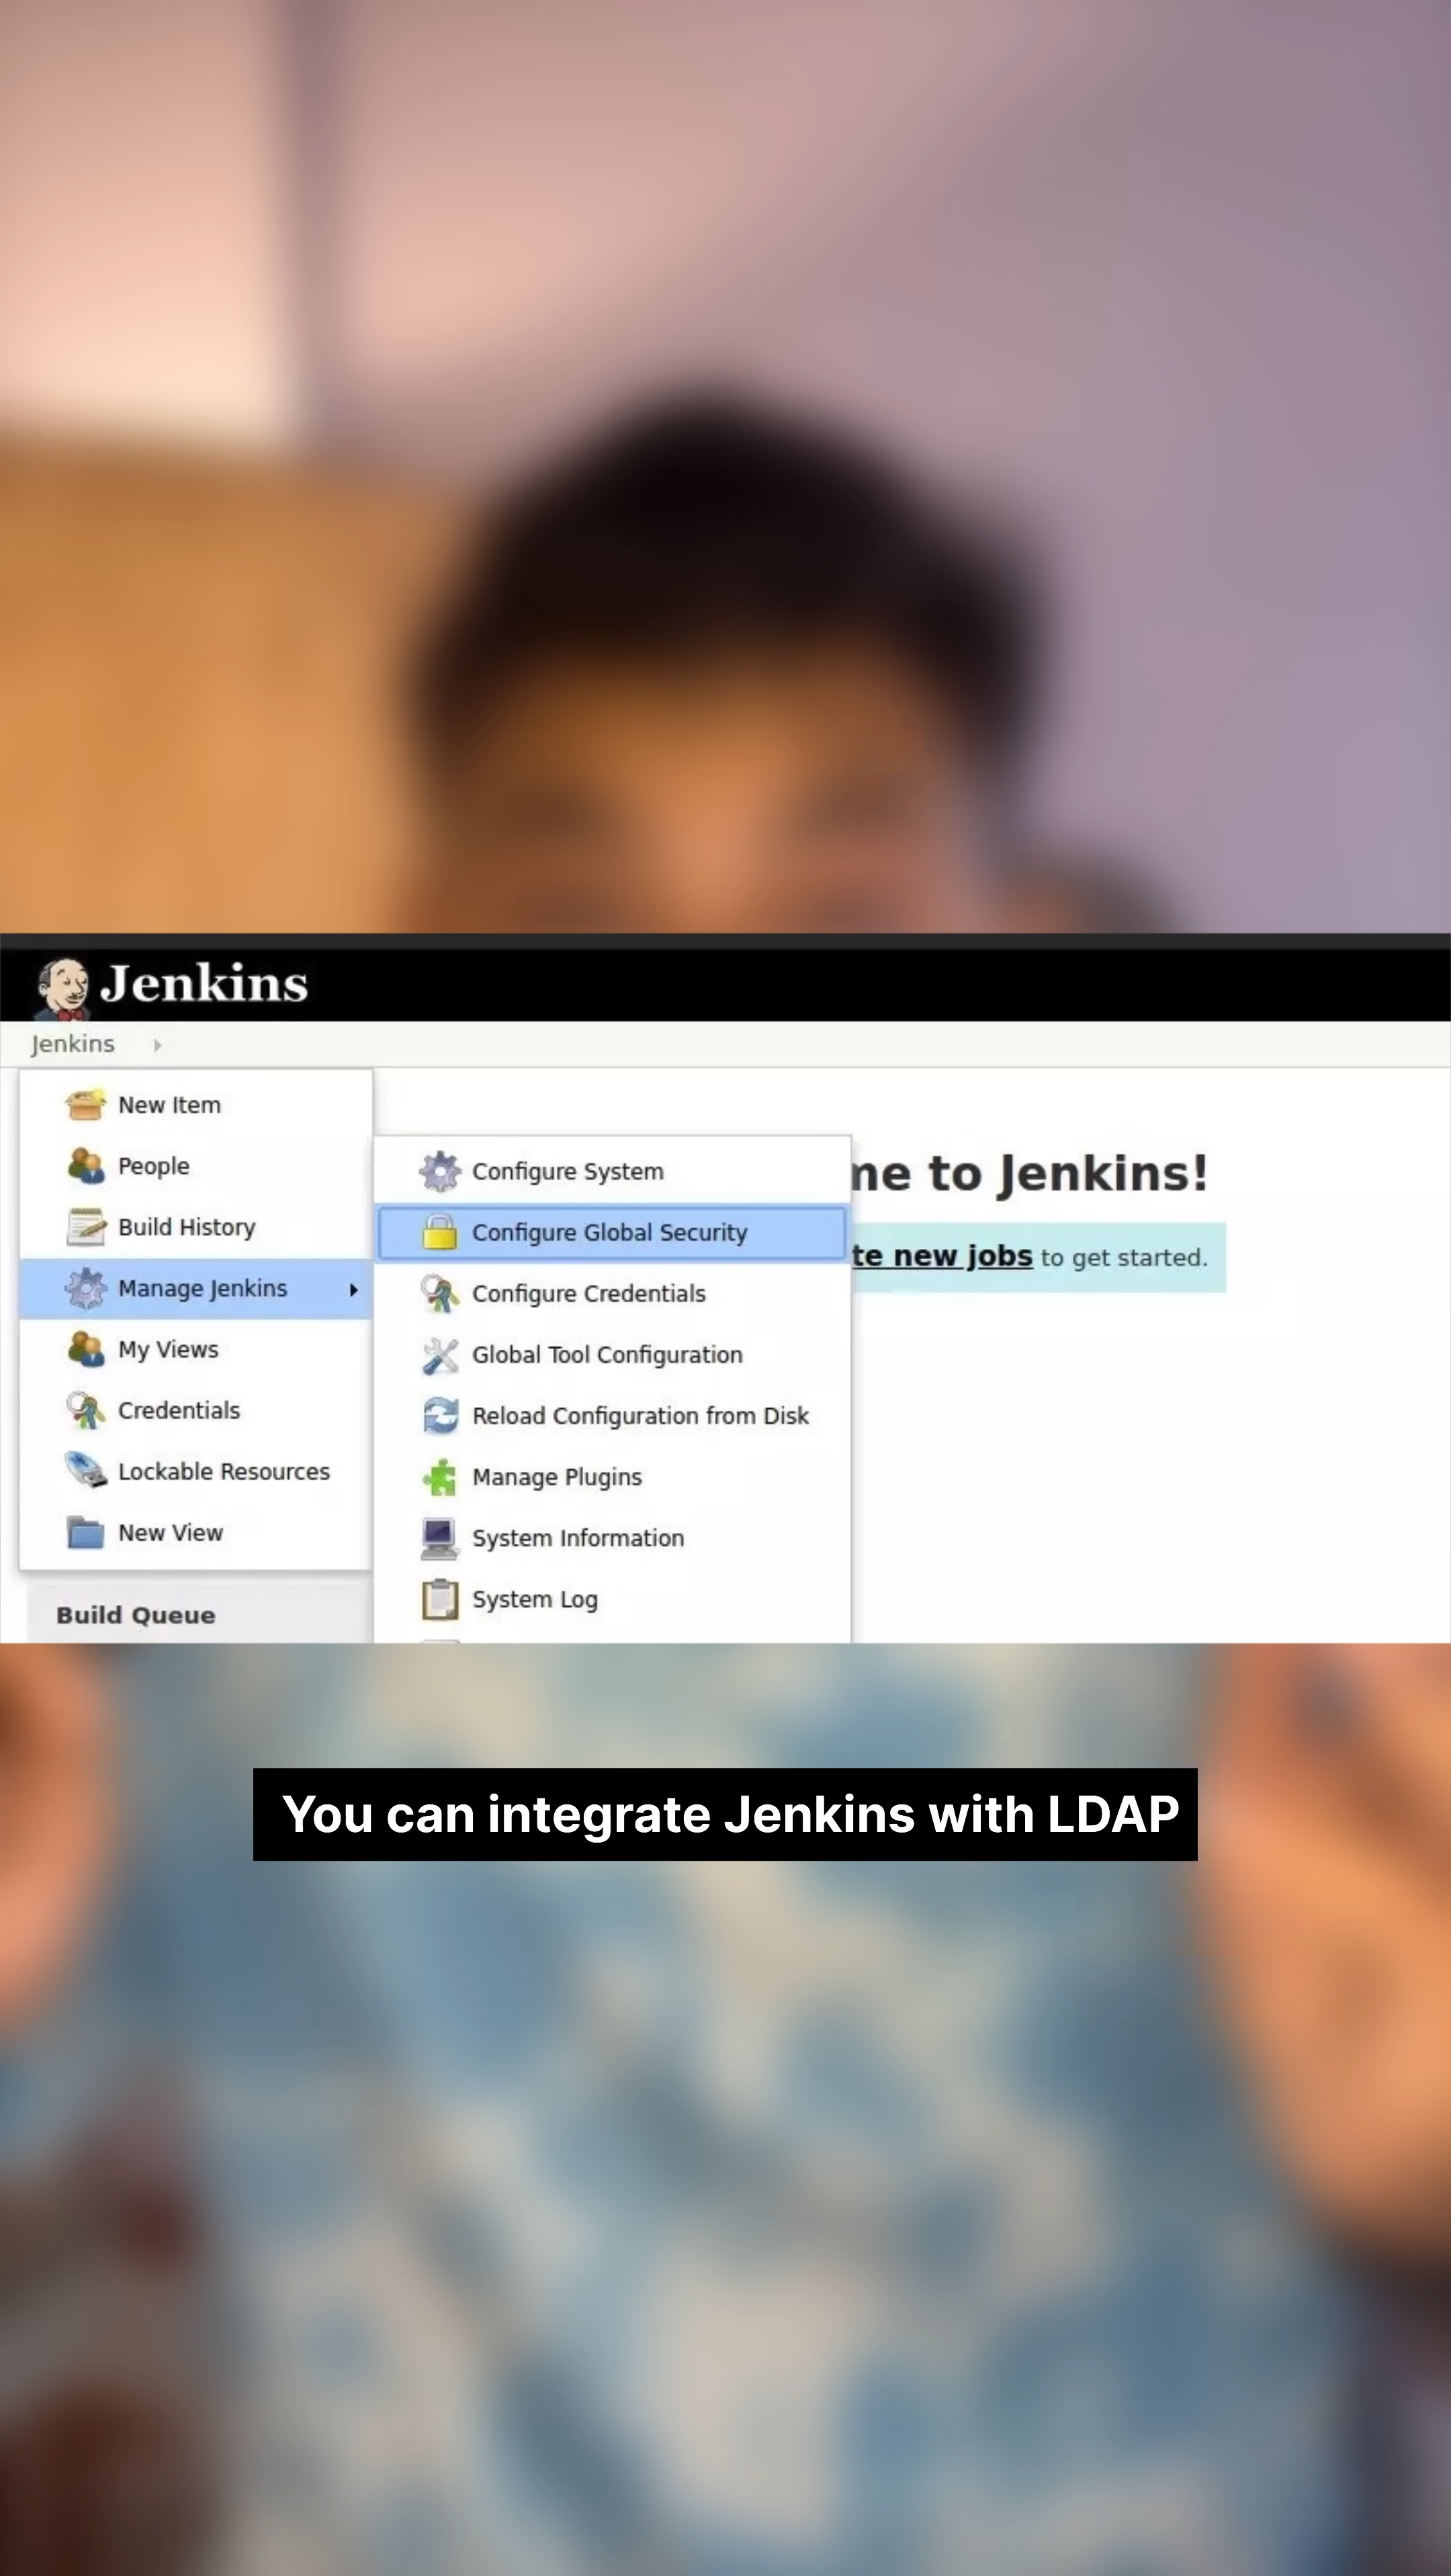 Jenkins
Jenkins
New Item
People
Build History
Manage Jenkins
My Views
Credentials
Lockable Resources
New View
Build Queue
Configure System
Configure Global Security
Configure Credentials
Global Tool Configuration
Reload Configuration from Disk
Manage Plugins
System Information
System Log
me to Jenkins!
te new jobs to get started.
You can integrate Jenkins with LDAP